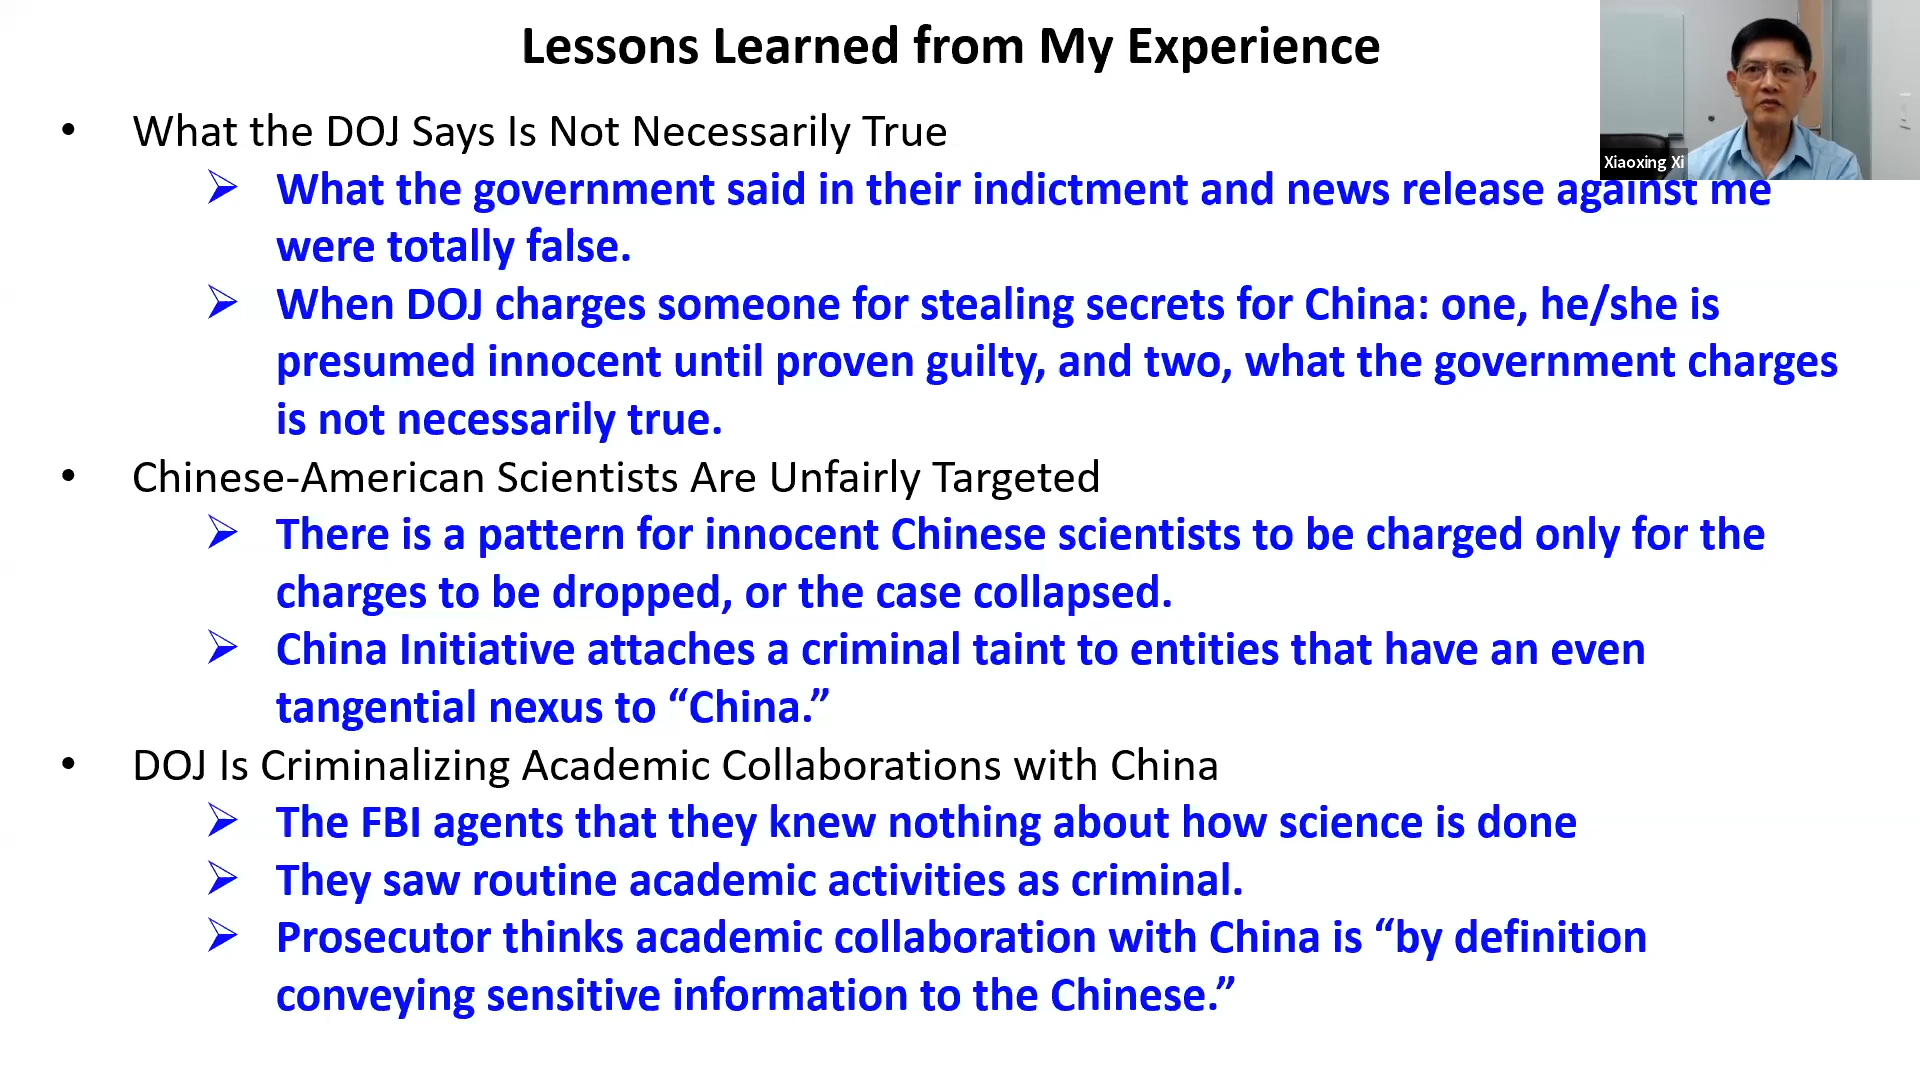 Lessons Learned from My Experience
Xiaoxing Xi
• What the DOJ Says Is Not Necessarily True
➢ What the government said in their indictment and news release against me
were totally false.
➢ When DOJ charges someone for stealing secrets for China: one, he/she is
presumed innocent until proven guilty, and two, what the government charges
is not necessarily true.
• Chinese-American Scientists Are Unfairly Targeted
➢ There is a pattern for innocent Chinese scientists to be charged only for the
charges to be dropped, or the case collapsed.
➢ China Initiative attaches a criminal taint to entities that have an even
tangential nexus to “China.”
• DOJ Is Criminalizing Academic Collaborations with China
➢ The FBI agents that they knew nothing about how science is done
➢ They saw routine academic activities as criminal.
➢ Prosecutor thinks academic collaboration with China is “by definition
conveying sensitive information to the Chinese.”